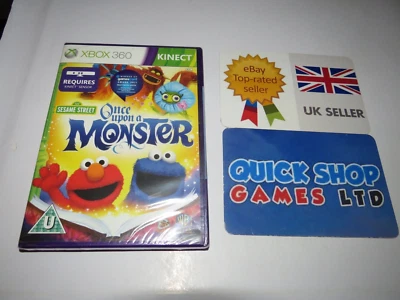 XBOX 360
KINECT
REQUIRES
KINECT SENSOR
SESAME STREET
Once
upon a
MONSTER
U
eBay
Top-rated
seller
UK SELLER
QUICK SHOP
GAMES LTD